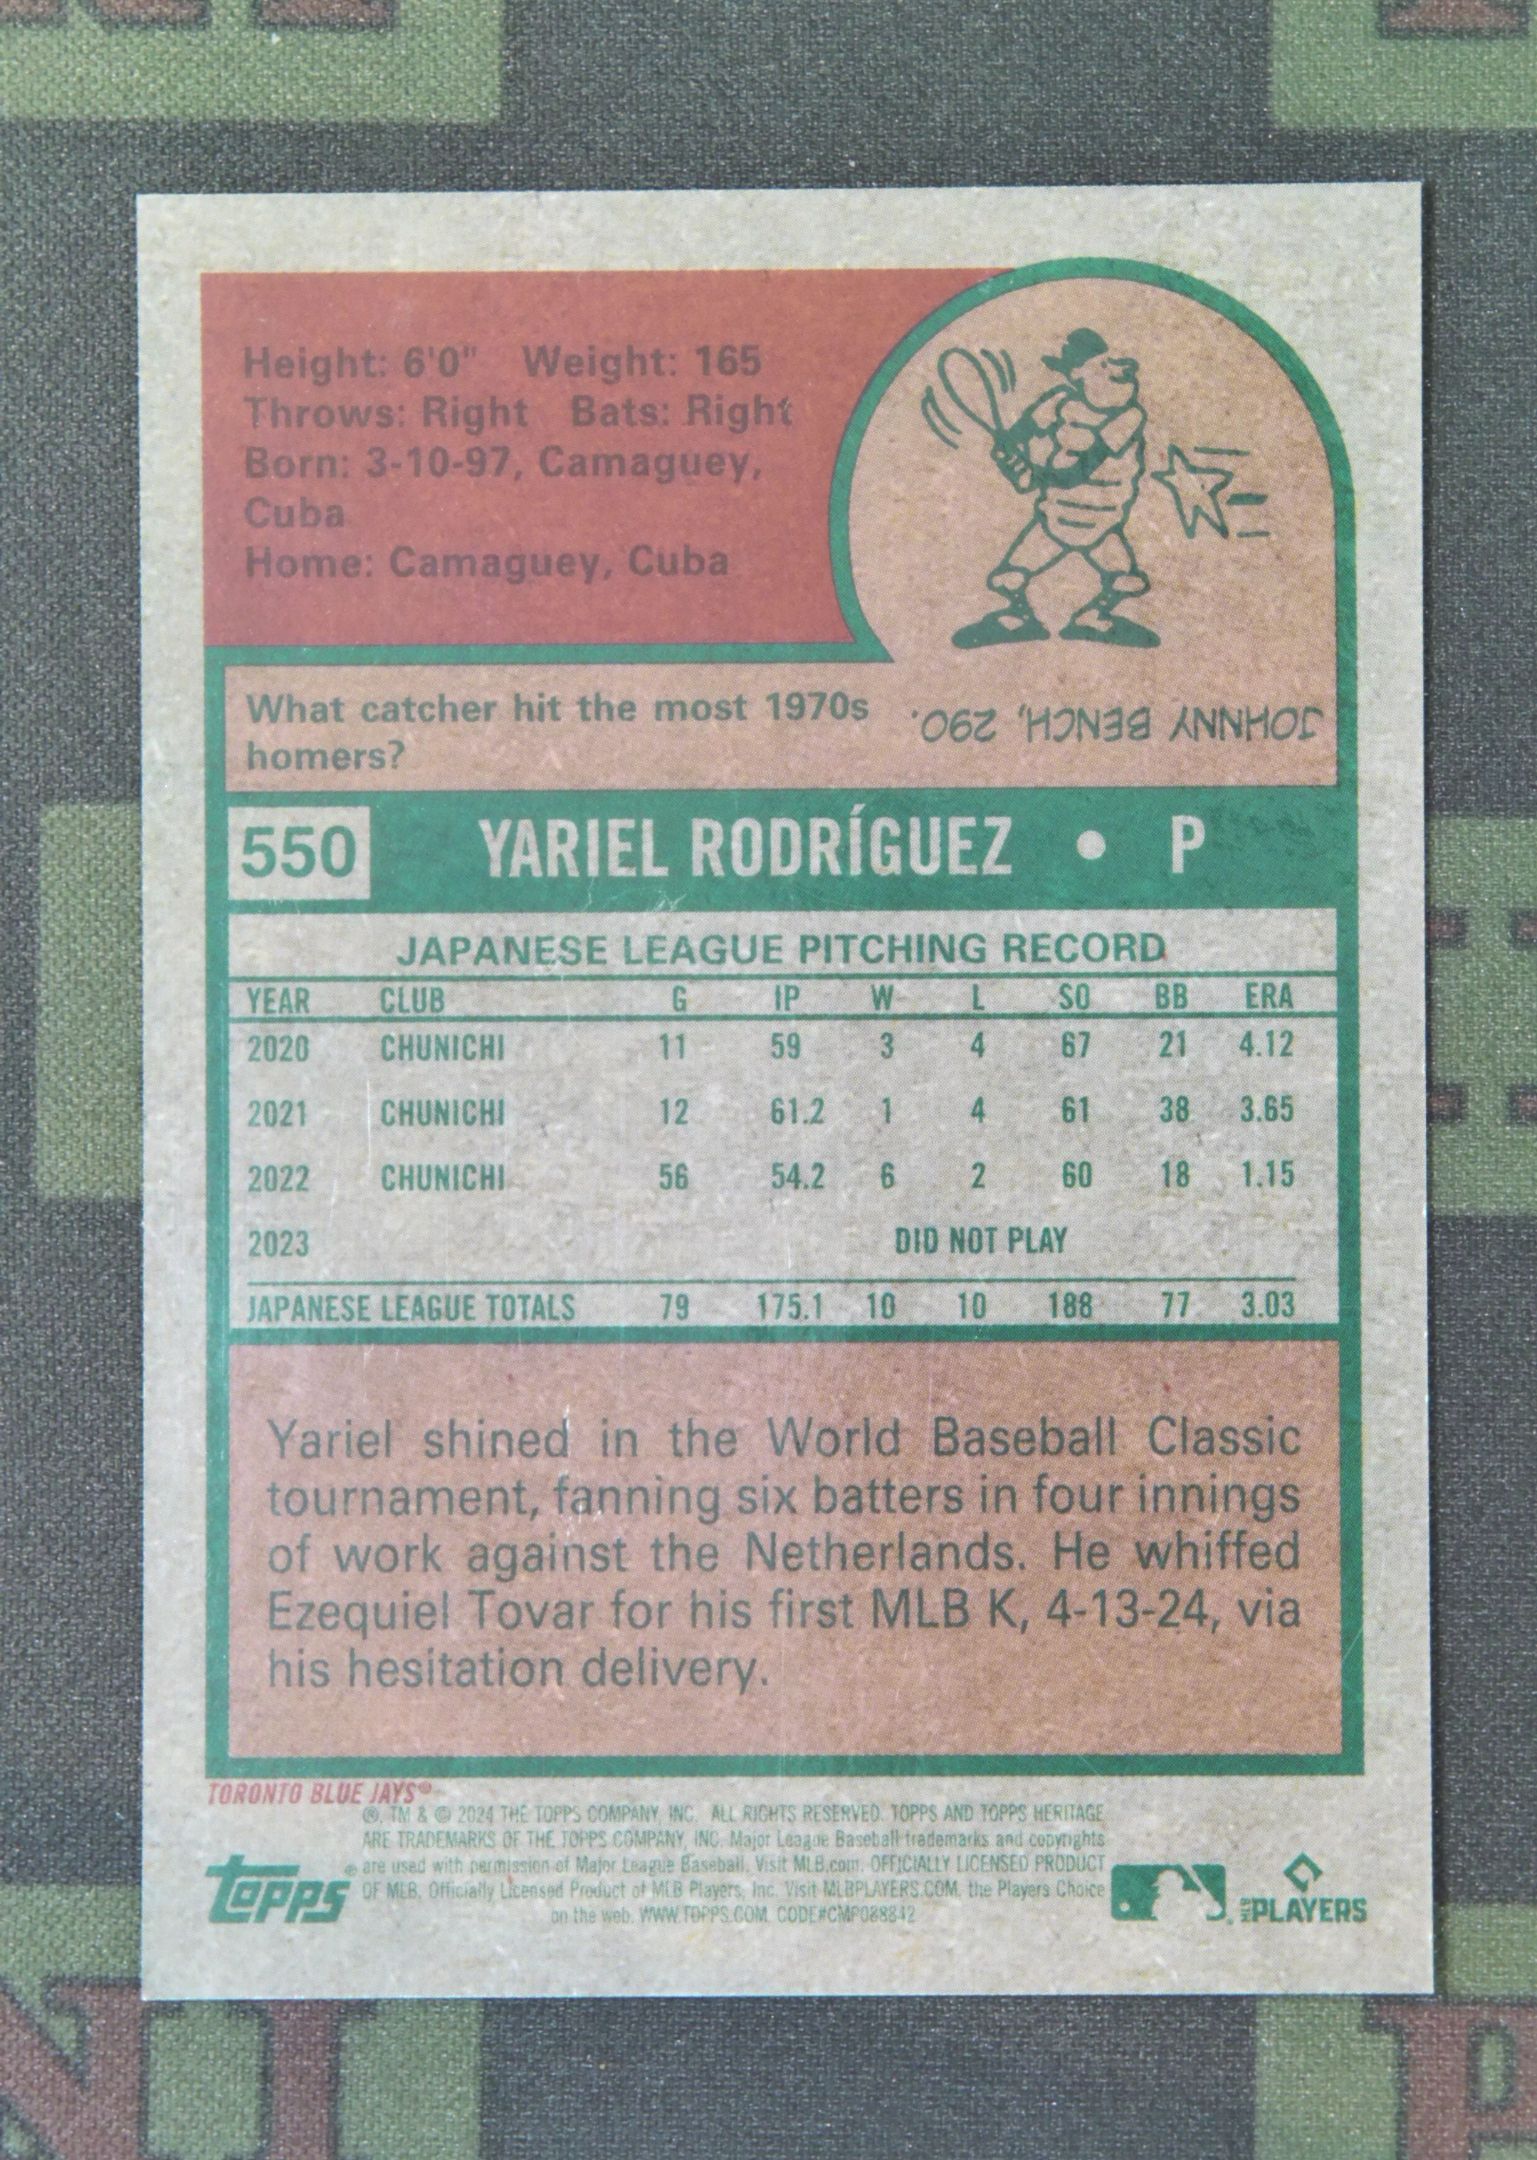 Height: 6'0" Weight: 165
Throws: Right Bats: Right
Born: 3-10-97, Camaguey,
Cuba
Home: Camaguey, Cuba
What catcher hit the most 1970s
homers?
JOHNNY BENCH, 290.
550 YARIEL RODRÍGUEZ • P
JAPANESE LEAGUE PITCHING RECORD
YEAR CLUB G IP W L SO BB ERA
2020 CHUNICHI 11 59 3 4 67 21 4.12
2021 CHUNICHI 12 61.2 1 4 61 38 3.65
2022 CHUNICHI 56 54.2 6 2 60 18 1.15
2023 DID NOT PLAY
JAPANESE LEAGUE TOTALS 79 175.1 10 10 188 77 3.03
Yariel shined in the World Baseball Classic
tournament, fanning six batters in four innings
of work against the Netherlands. He whiffed
Ezequiel Tovar for his first MLB K, 4-13-24, via
his hesitation delivery.
TORONTO BLUE JAYS®
®, TM & © 2024 THE TOPPS COMPANY, INC. ALL RIGHTS RESERVED. TOPPS AND TOPPS HERITAGE
ARE TRADEMARKS OF THE TOPPS COMPANY, INC. Major League Baseball trademarks and copyrights
are used with permission of Major League Baseball. Visit MLB.com. OFFICIALLY LICENSED PRODUCT
OF MLB. Officially Licensed Product of MLB Players, Inc. Visit MLBPLAYERS.COM, the Players Choice
on the web. WWW.TOPPS.COM. CODE#CMP088842
Topps®
MLB PLAYERS